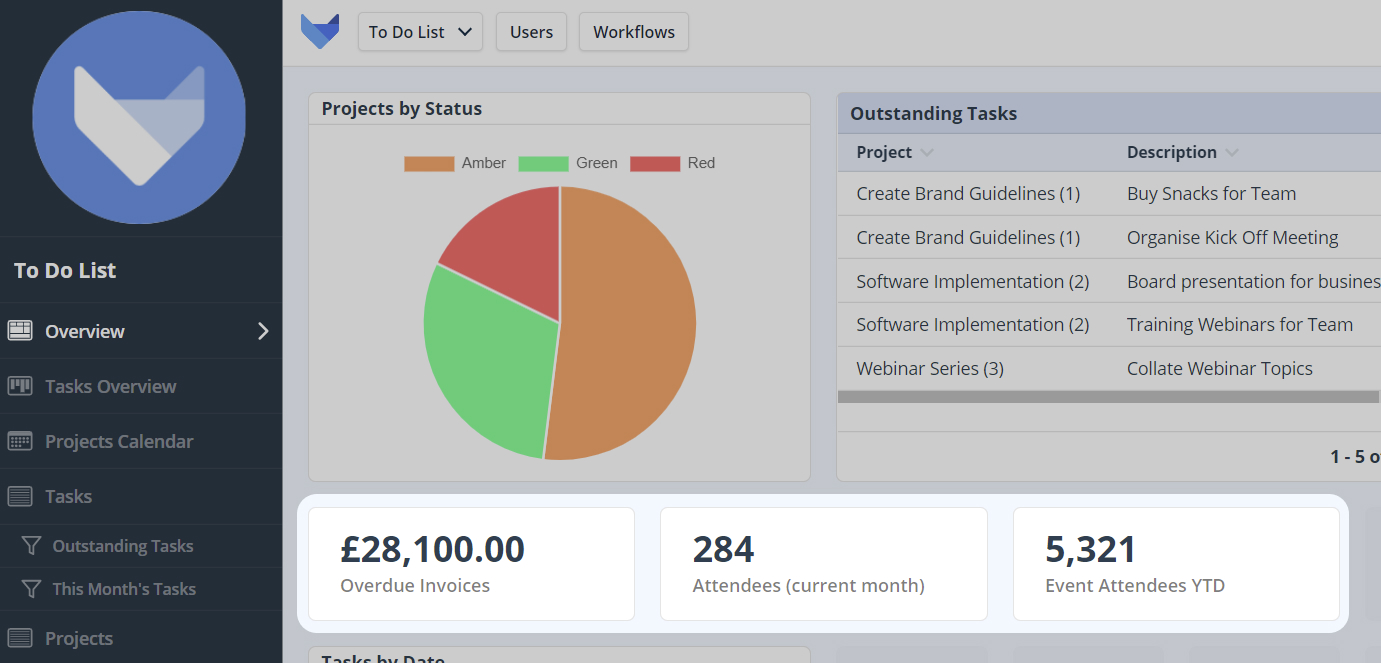 To Do List
Overview
Tasks Overview
Projects Calendar
Tasks
Outstanding Tasks
This Month's Tasks
Projects
To Do List Users Workflows
Projects by Status
Amber Green Red
Outstanding Tasks
Project Description
Create Brand Guidelines (1) Buy Snacks for Team
Create Brand Guidelines (1) Organise Kick Off Meeting
Software Implementation (2) Board presentation for busines
Software Implementation (2) Training Webinars for Team
Webinar Series (3) Collate Webinar Topics
1 - 5 o
£28,100.00
Overdue Invoices
284
Attendees (current month)
5,321
Event Attendees YTD
Tasks by Date